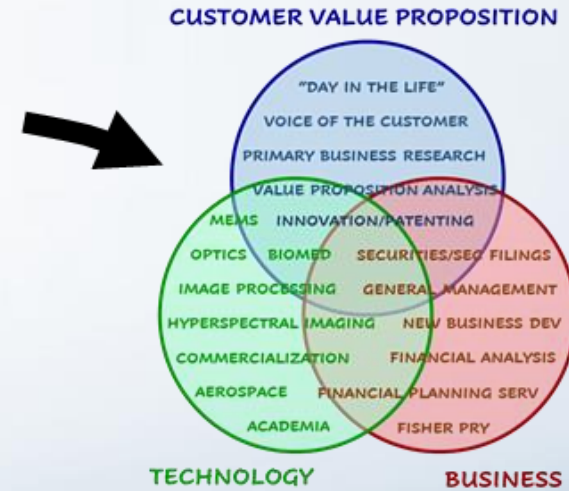 CUSTOMER VALUE PROPOSITION
"DAY IN THE LIFE"
VOICE OF THE CUSTOMER
PRIMARY BUSINESS RESEARCH
VALUE PROPOSITION ANALYSIS
MEMS INNOVATION/PATENTING
OPTICS BIOMED SECURITIES/SEC FILINGS
IMAGE PROCESSING GENERAL MANAGEMENT
HYPERSPECTRAL IMAGING NEW BUSINESS DEV
COMMERCIALIZATION FINANCIAL ANALYSIS
AEROSPACE FINANCIAL PLANNING SERV
ACADEMIA FISHER PRY
TECHNOLOGY BUSINESS